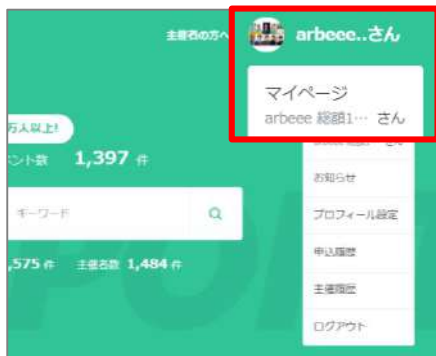 主催者の方へ
arbeee..さん
マイページ
arbeee 総額1… さん
万人以上!
ベント数 1,397 件
お知らせ
キーワード
プロフィール設定
申込履歴
,575 件 主催者数 1,484 件
主催履歴
ログアウト